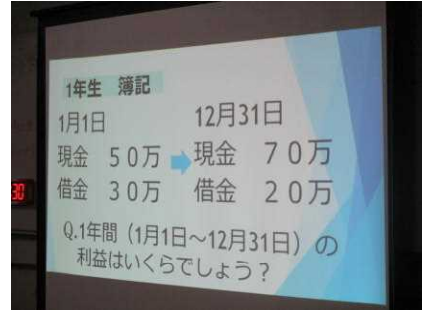 1年生 簿記
1月1日 12月31日
現金 50万 現金 70万
借金 30万 借金 20万
Q.1年間(1月1日~12月31日)の
利益はいくらでしょう?
30